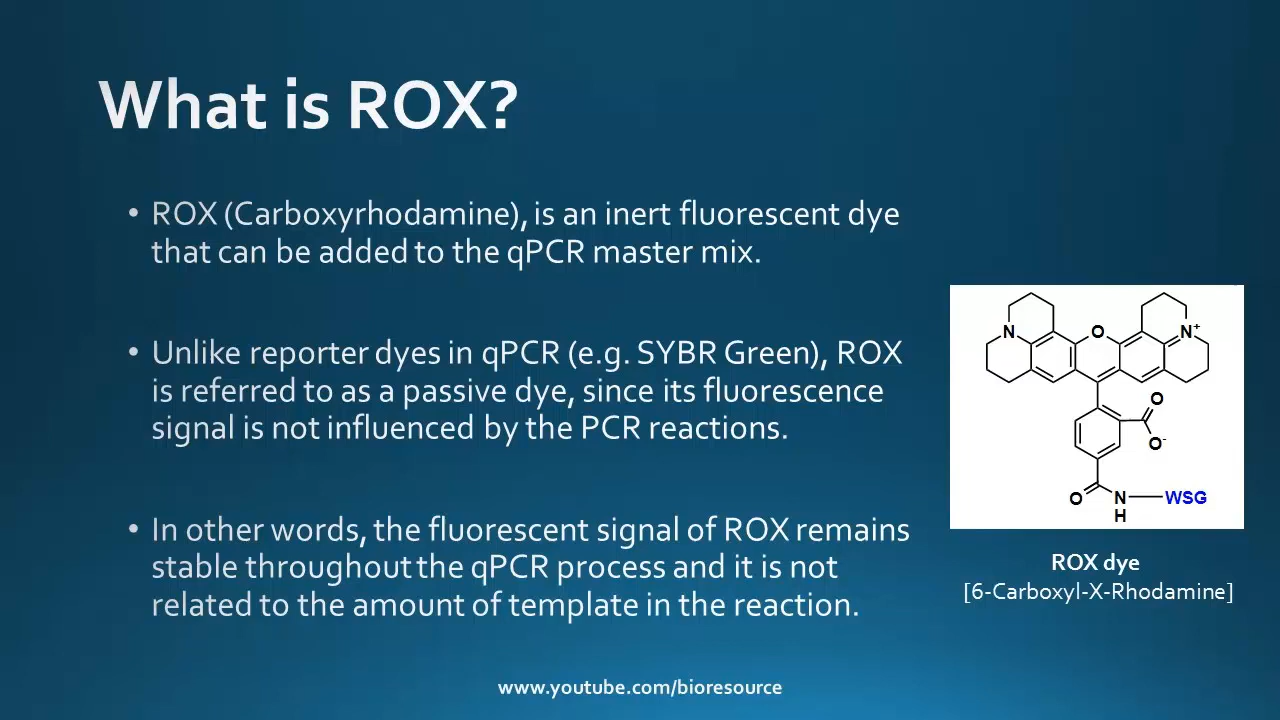 What is ROX?
• ROX (Carboxyrhodamine), is an inert fluorescent dye
that can be added to the qPCR master mix.
• Unlike reporter dyes in qPCR (e.g. SYBR Green), ROX
is referred to as a passive dye, since its fluorescence
signal is not influenced by the PCR reactions.
• In other words, the fluorescent signal of ROX remains
stable throughout the qPCR process and it is not
related to the amount of template in the reaction.
N O N+
O
O-
O N WSG
H
ROX dye
[6-Carboxyl-X-Rhodamine]
www.youtube.com/bioresource